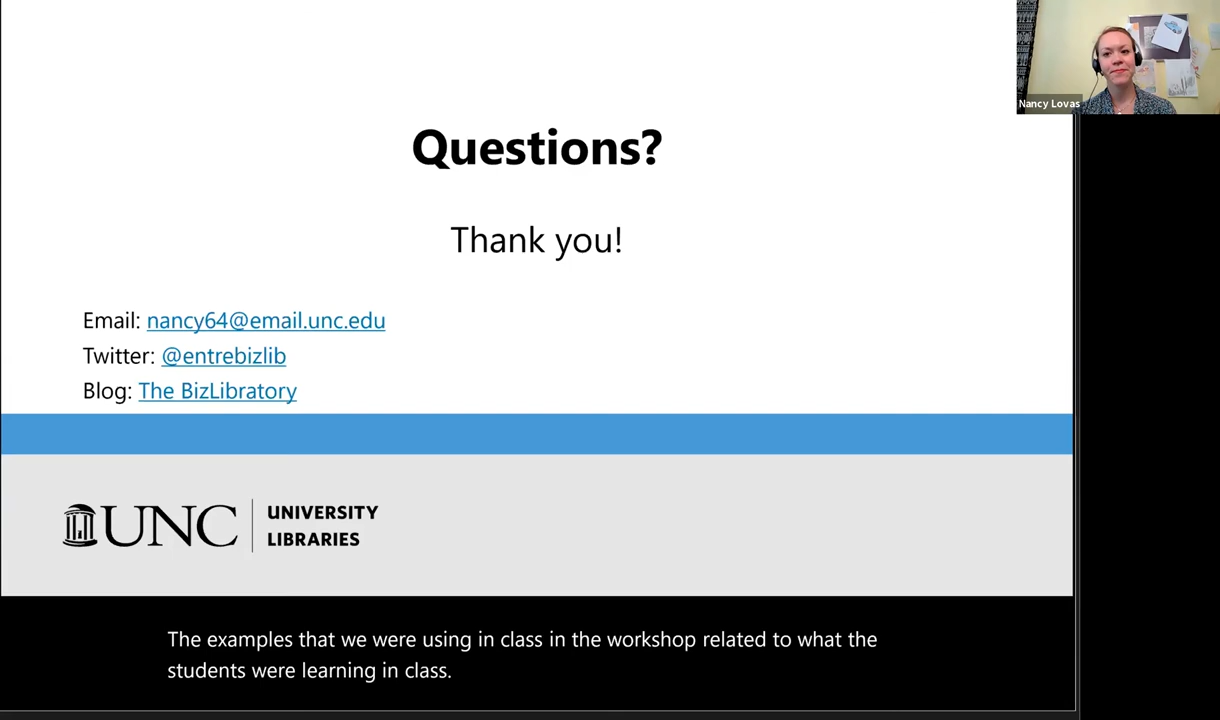 Nancy Lovas
Questions?
Thank you!
Email: nancy64@email.unc.edu
Twitter: @entrebizlib
Blog: The BizLibratory
UNC
UNIVERSITY
LIBRARIES
The examples that we were using in class in the workshop related to what the
students were learning in class.